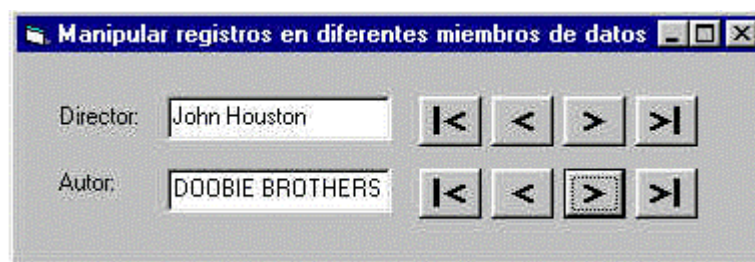 Manipular registros en diferentes miembros de datos
Director: John Houston |< < > >|
Autor: DOOBIE BROTHERS |< < > >|